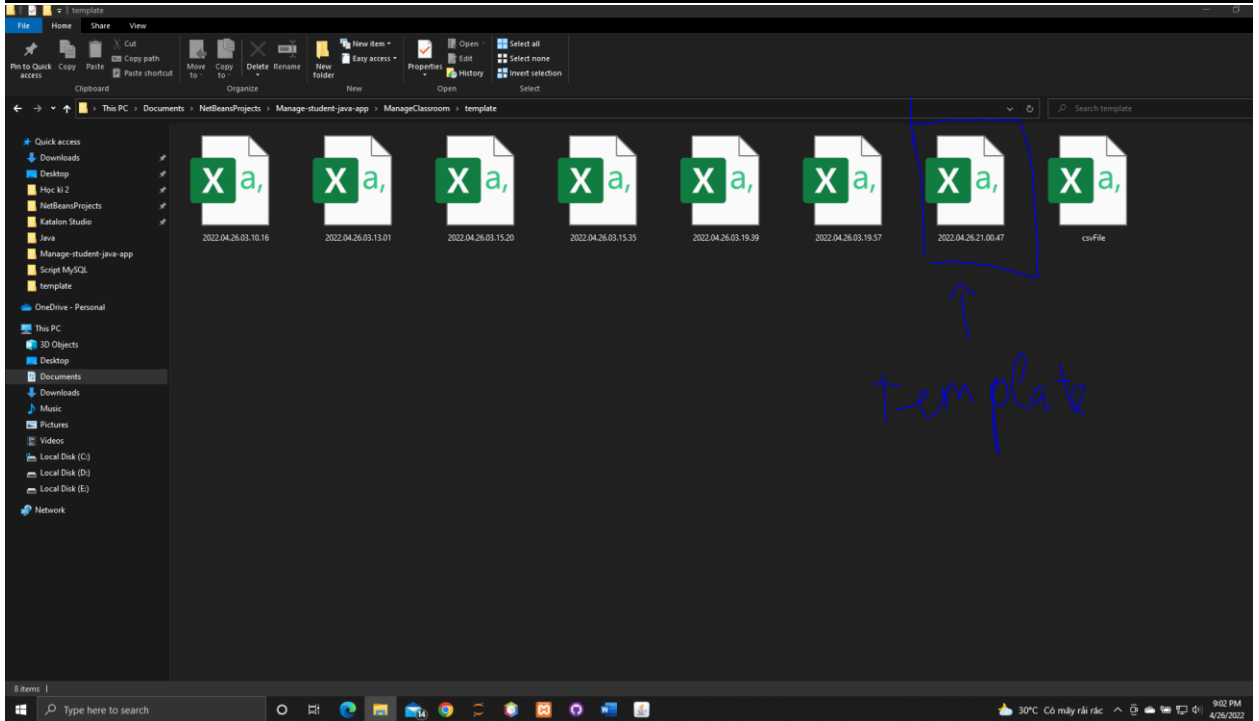 template
File Home Share View
Pin to Quick access
Copy
Paste
Cut
Copy path
Paste shortcut
Clipboard
Move to
Copy to
Delete
Rename
Organize
New folder
New item
Easy access
New
Properties
Open
Edit
History
Open
Select all
Select none
Invert selection
Select
This PC > Documents > NetBeansProjects > Manage-student-java-app > ManageClassroom > template
Search template
Quick access
Downloads
Desktop
Học kì 2
NetBeansProjects
Katalon Studio
Java
Manage-student-java-app
Script MySQL
template
OneDrive - Personal
This PC
3D Objects
Desktop
Documents
Downloads
Music
Pictures
Videos
Local Disk (C:)
Local Disk (D:)
Local Disk (E:)
Network
X a, X a, X a, X a, X a, X a, X a, X a,
2022.04.26.03.10.16 2022.04.26.03.13.01 2022.04.26.03.15.20 2022.04.26.03.15.35 2022.04.26.03.19.39 2022.04.26.03.19.57 2022.04.26.21.00.47 csvFile
template
8 items
Type here to search
14
30°C Có mây rải rác
9:02 PM
4/26/2022